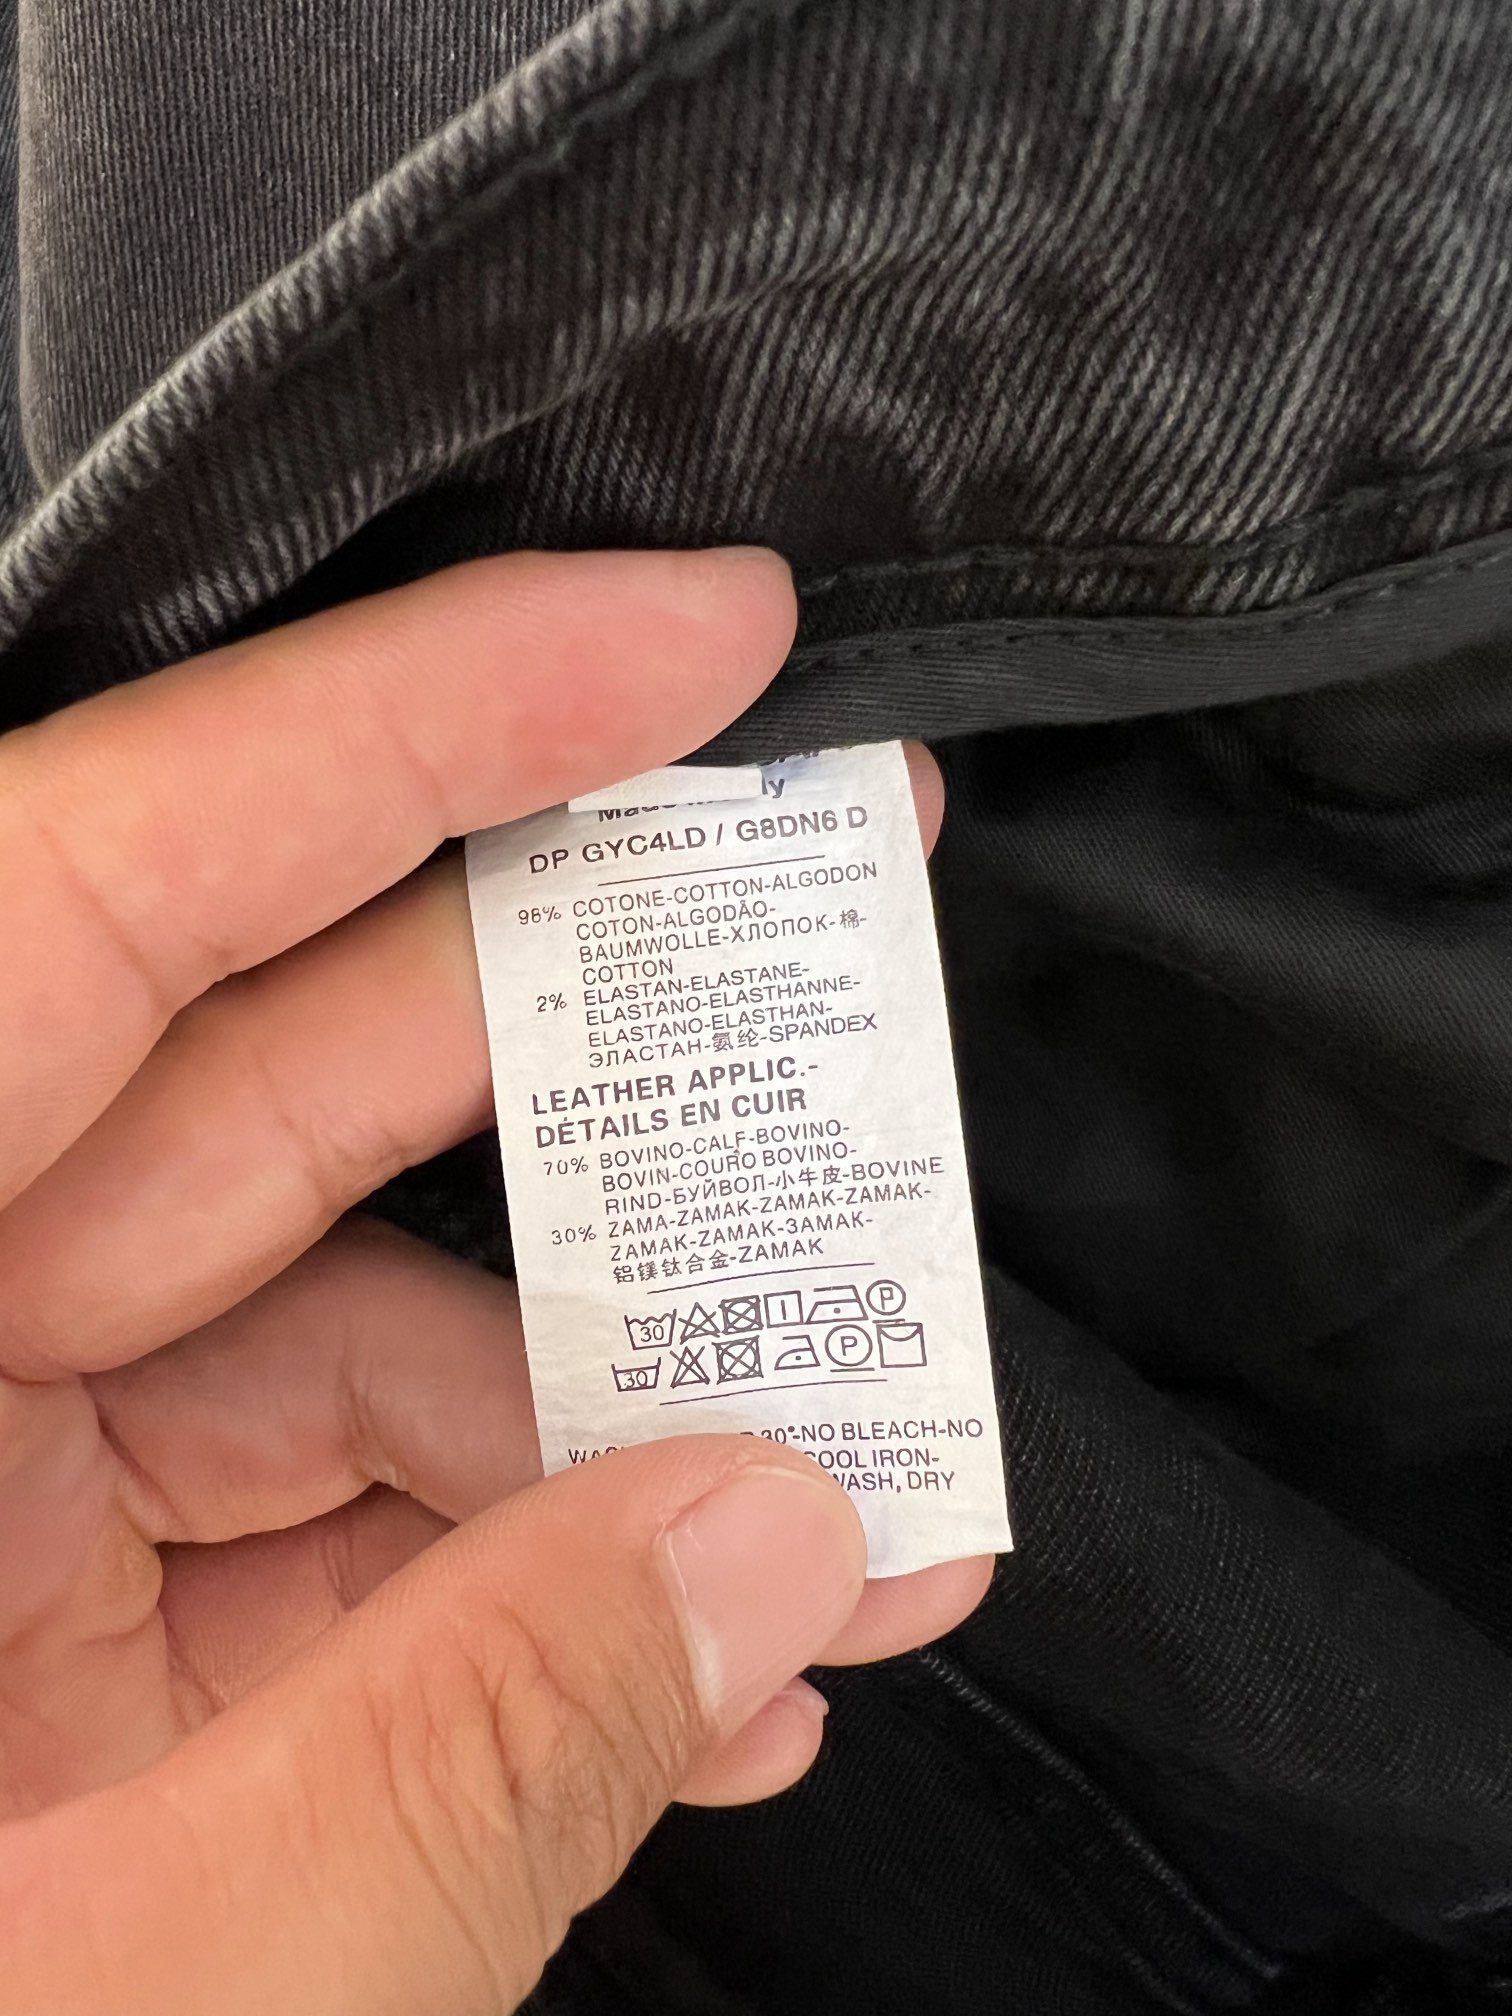 DP GYC4LD / G8DN6 D
98% COTONE-COTTON-ALGODON
COTON-ALGODÃO-
BAUMWOLLE-ХЛОПОК-棉-
COTTON
2% ELASTAN-ELASTANE-
ELASTANO-ELASTHANNE-
ELASTANO-ELASTHAN-
ЭЛАСТАН-氨纶-SPANDEX
LEATHER APPLIC.-
DÉTAILS EN CUIR
70% BOVINO-CALF-BOVINO-
BOVIN-COURO BOVINO-
RIND-БУЙВОЛ-小牛皮-BOVINE
30% ZAMA-ZAMAK-ZAMAK-ZAMAK-
ZAMAK-ZAMAK-ЗАМАК-
铝镁钛合金-ZAMAK
30 P
30 P
30°-NO BLEACH-NO
COOL IRON-
WASH, DRY